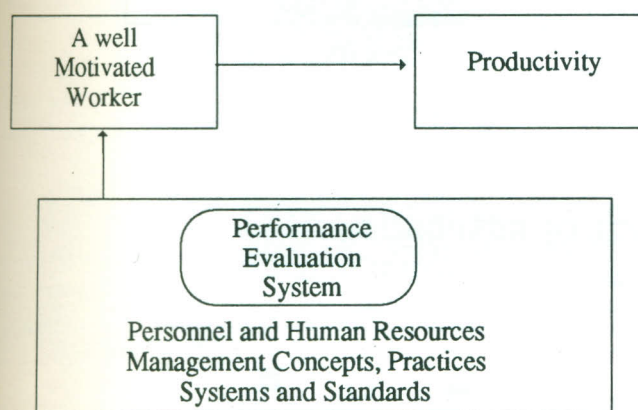 A well
Motivated
Worker
Productivity
Performance
Evaluation
System
Personnel and Human Resources
Management Concepts, Practices
Systems and Standards